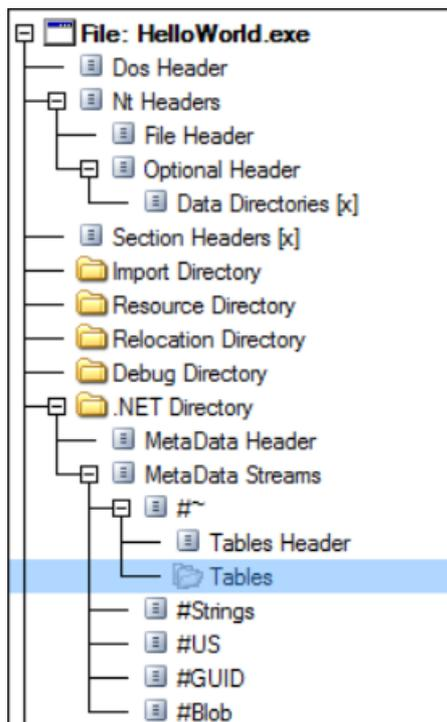 File: HelloWorld.exe
Dos Header
Nt Headers
File Header
Optional Header
Data Directories [x]
Section Headers [x]
Import Directory
Resource Directory
Relocation Directory
Debug Directory
.NET Directory
MetaData Header
MetaData Streams
#~
Tables Header
Tables
#Strings
#US
#GUID
#Blob